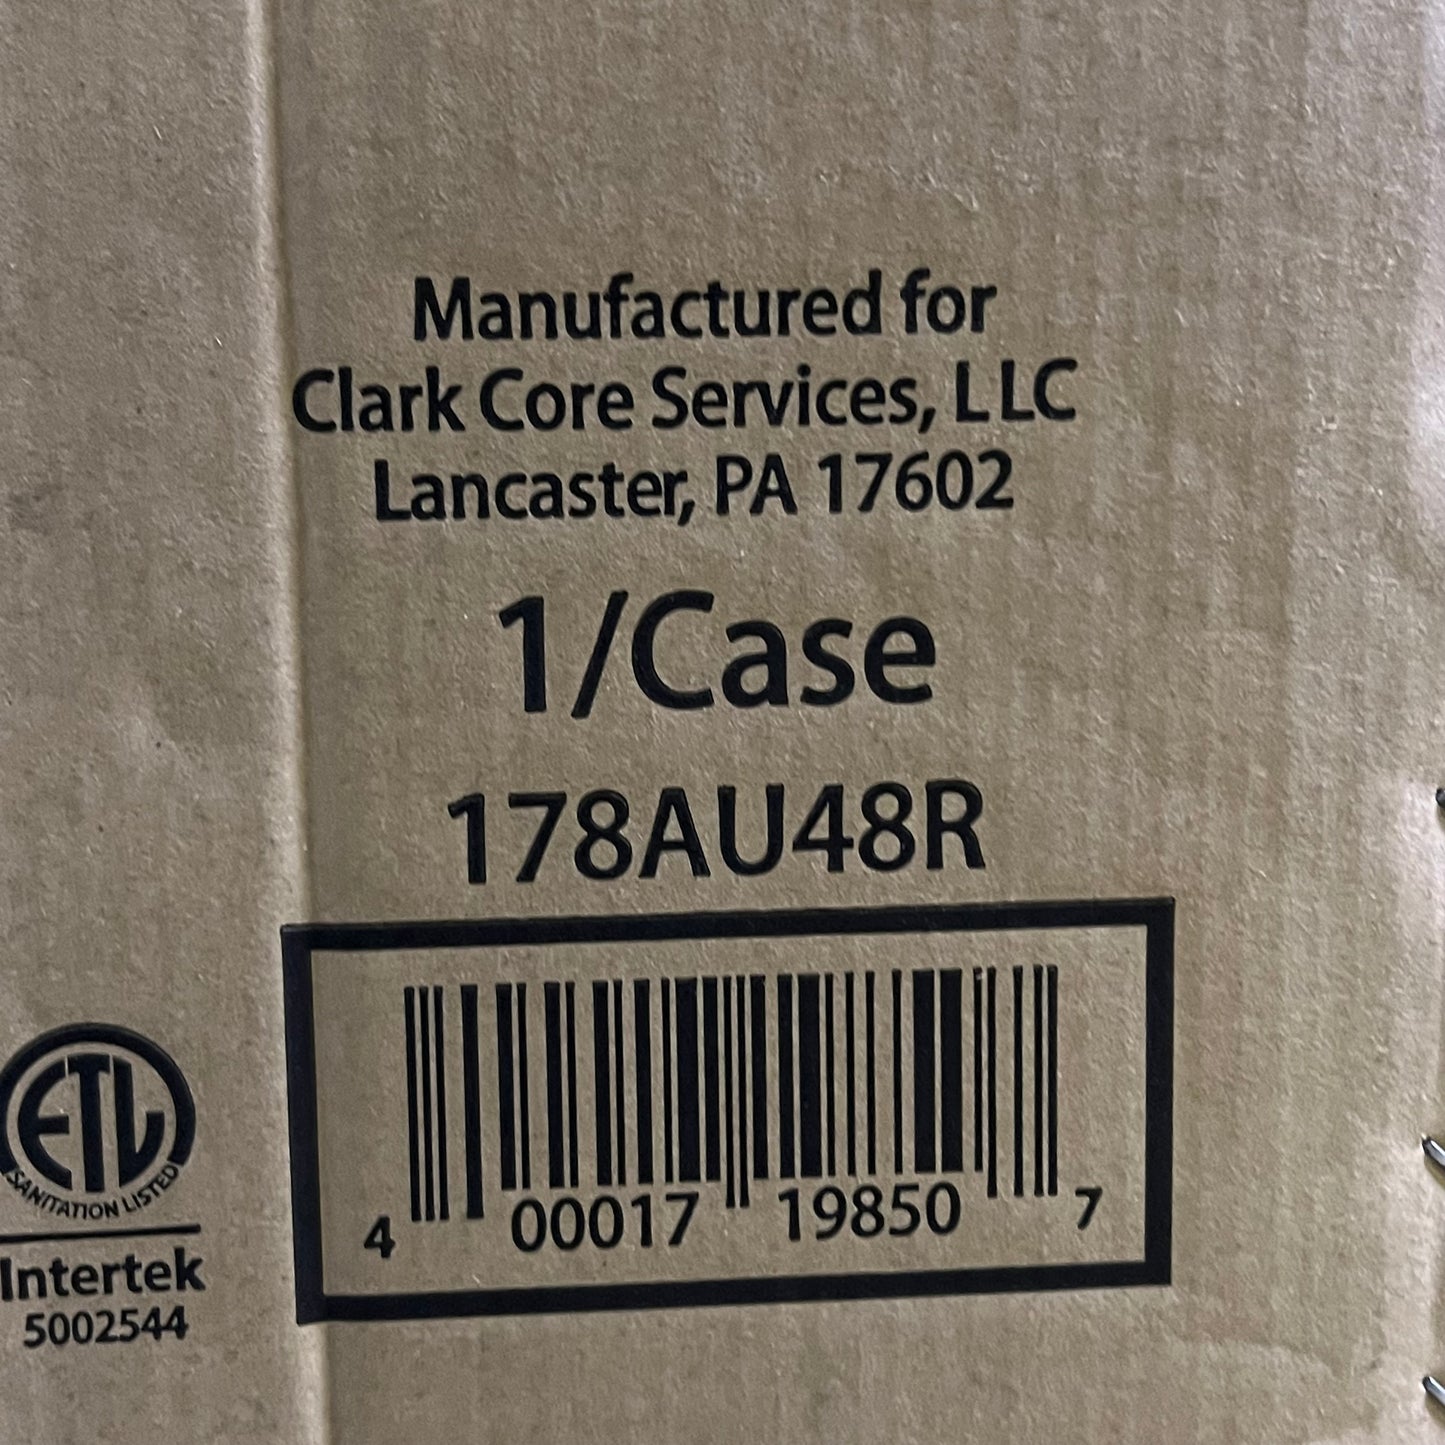 Manufactured for
Clark Core Services, LLC
Lancaster, PA 17602
1/Case
178AU48R
4 00017 19850 7
ETL
SANITATION LISTED
Intertek
5002544